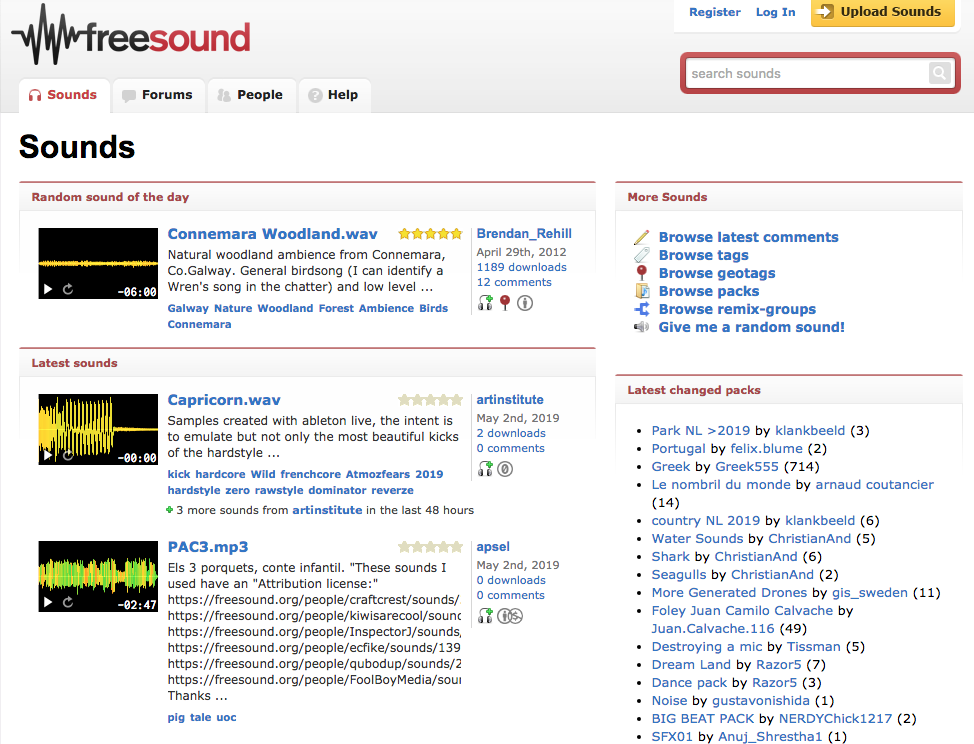 Register Log In Upload Sounds
freesound
search sounds
Sounds Forums People Help
Sounds
Random sound of the day
Connemara Woodland.wav
Natural woodland ambience from Connemara,
Co.Galway. General birdsong (I can identify a
Wren's song in the chatter) and low level ...
Galway Nature Woodland Forest Ambience Birds
Connemara
-06:00
Brendan_Rehill
April 29th, 2012
1189 downloads
12 comments
Latest sounds
Capricorn.wav
Samples created with ableton live, the intent is
to emulate but not only the most beautiful kicks
of the hardstyle ...
kick hardcore Wild frenchcore Atmozfears 2019
hardstyle zero rawstyle dominator reverze
3 more sounds from artinstitute in the last 48 hours
-00:00
artinstitute
May 2nd, 2019
2 downloads
0 comments
PAC3.mp3
Els 3 porquets, conte infantil. "These sounds I
used have an "Attribution license:"
https://freesound.org/people/craftcrest/sounds/
https://freesound.org/people/kiwisarecool/sound
https://freesound.org/people/InspectorJ/sounds,
https://freesound.org/people/ecfike/sounds/139
https://freesound.org/people/qubodup/sounds/2
https://freesound.org/people/FoolBoyMedia/sour
Thanks ...
pig tale uoc
-02:47
apsel
May 2nd, 2019
0 downloads
0 comments
More Sounds
Browse latest comments
Browse tags
Browse geotags
Browse packs
Browse remix-groups
Give me a random sound!
Latest changed packs
Park NL >2019 by klankbeeld (3)
Portugal by felix.blume (2)
Greek by Greek555 (714)
Le nombril du monde by arnaud coutancier
(14)
country NL 2019 by klankbeeld (6)
Water Sounds by ChristianAnd (5)
Shark by ChristianAnd (6)
Seagulls by ChristianAnd (2)
More Generated Drones by gis_sweden (11)
Foley Juan Camilo Calvache by
Juan.Calvache.116 (49)
Destroying a mic by Tissman (5)
Dream Land by Razor5 (7)
Dance pack by Razor5 (3)
Noise by gustavonishida (1)
BIG BEAT PACK by NERDYChick1217 (2)
SFX01 by Anuj_Shrestha1 (1)